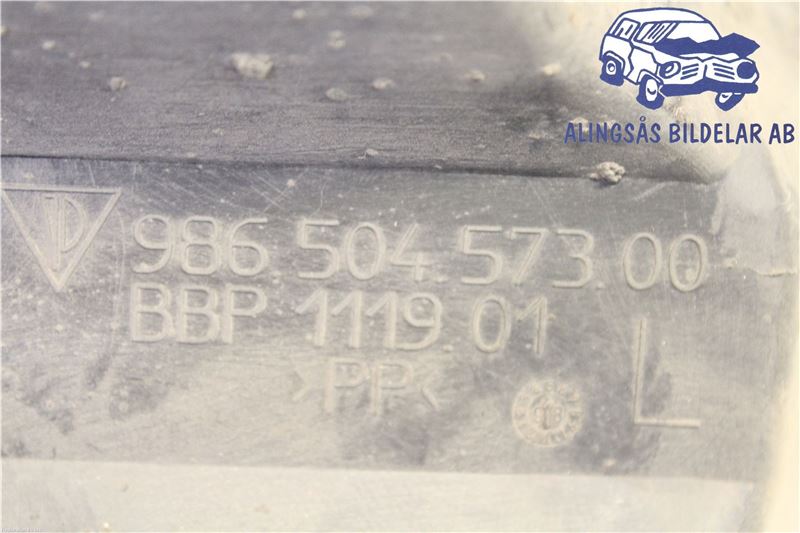 ALINGSÅS BILDELAR AB
986 504 573 00
BBP 1119 01
>PP<
L